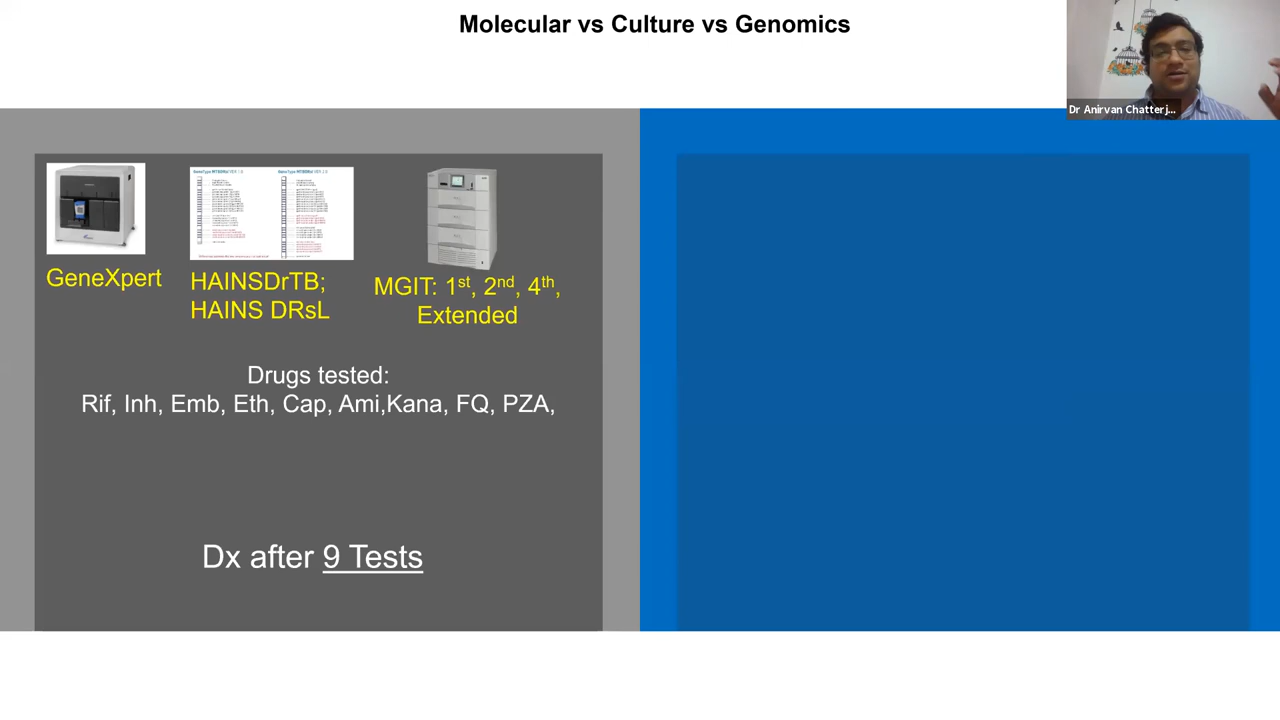 Molecular vs Culture vs Genomics
Dr Anirvan Chatterj...
GeneXpert
HAINSDrTB;
HAINS DRsL
MGIT: 1st, 2nd, 4th,
Extended
Drugs tested:
Rif, Inh, Emb, Eth, Cap, Ami,Kana, FQ, PZA,
Dx after 9 Tests